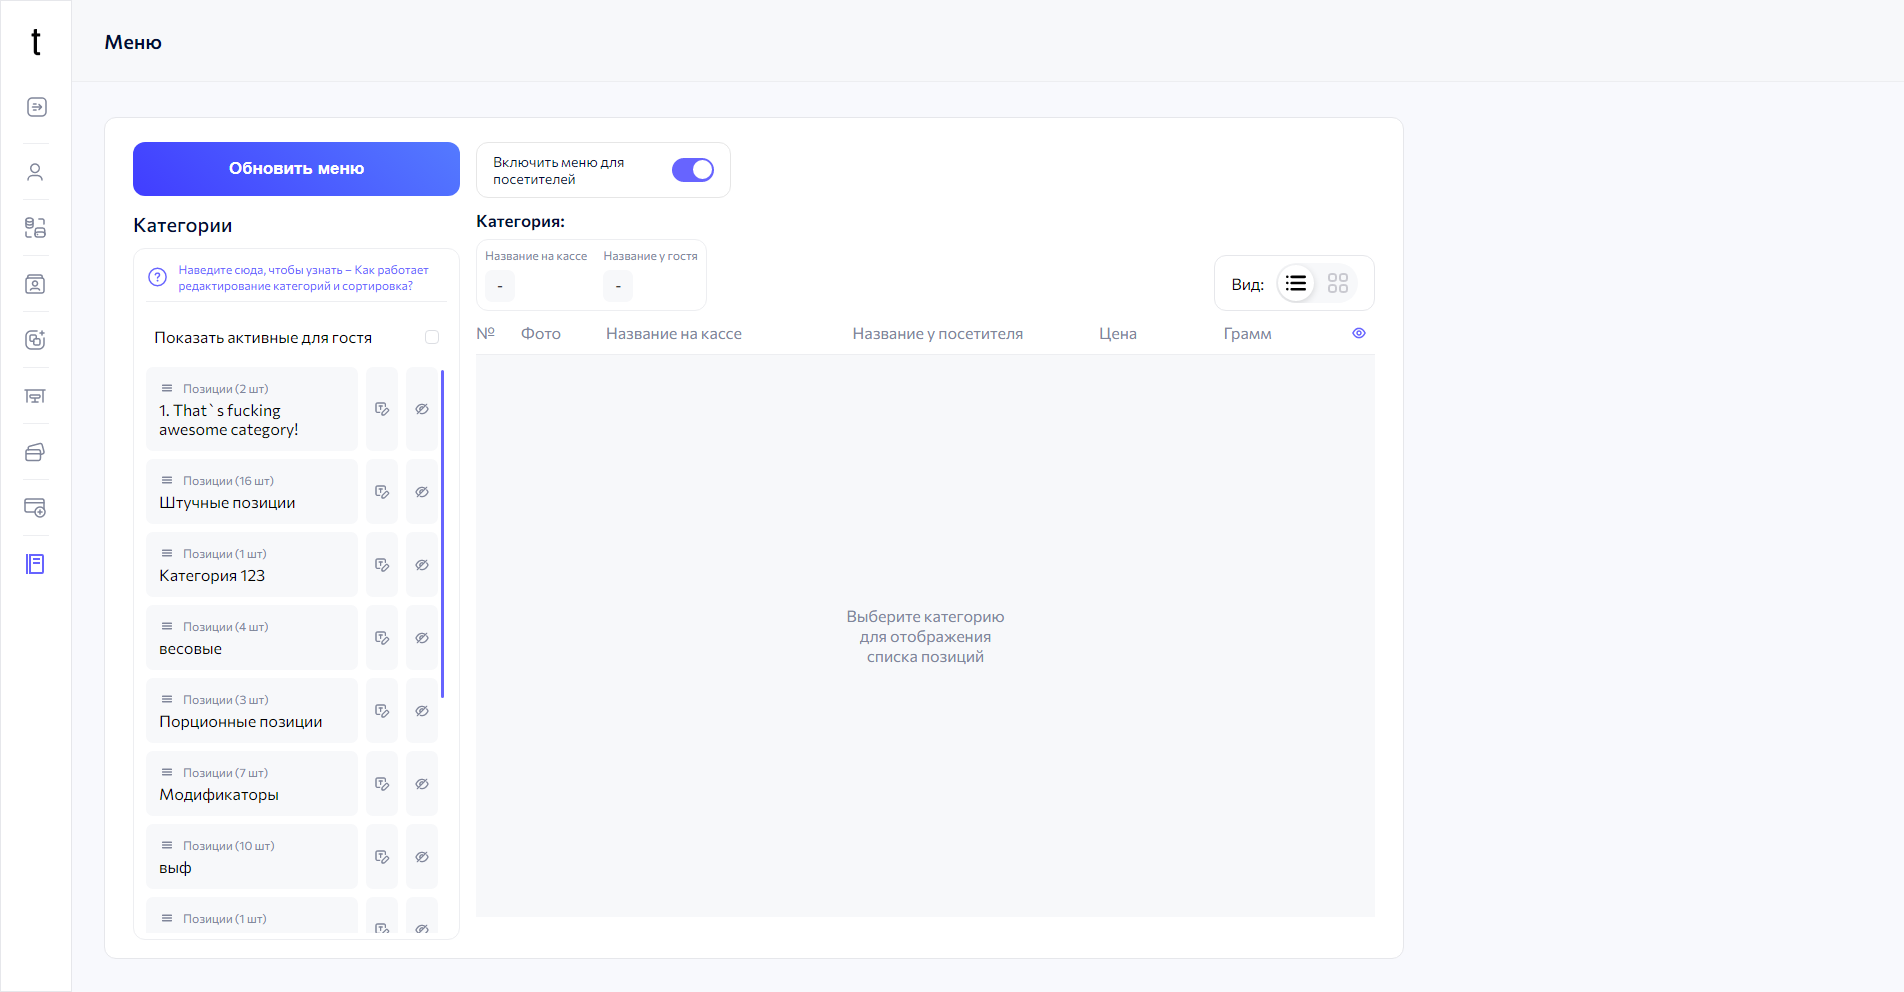 t
Меню
Обновить меню
Включить меню для
посетителей
Категории
Наведите сюда, чтобы узнать – Как работает
редактирование категорий и сортировка?
Показать активные для гостя
Позиции (2 шт)
1. That`s fucking
awesome category!
Позиции (16 шт)
Штучные позиции
Позиции (1 шт)
Категория 123
Позиции (4 шт)
весовые
Позиции (3 шт)
Порционные позиции
Позиции (7 шт)
Модификаторы
Позиции (10 шт)
выф
Позиции (1 шт)
Категория:
Название на кассе
Название у гостя
-
-
Вид:
№ Фото Название на кассе Название у посетителя Цена Грамм
Выберите категорию
для отображения
списка позиций